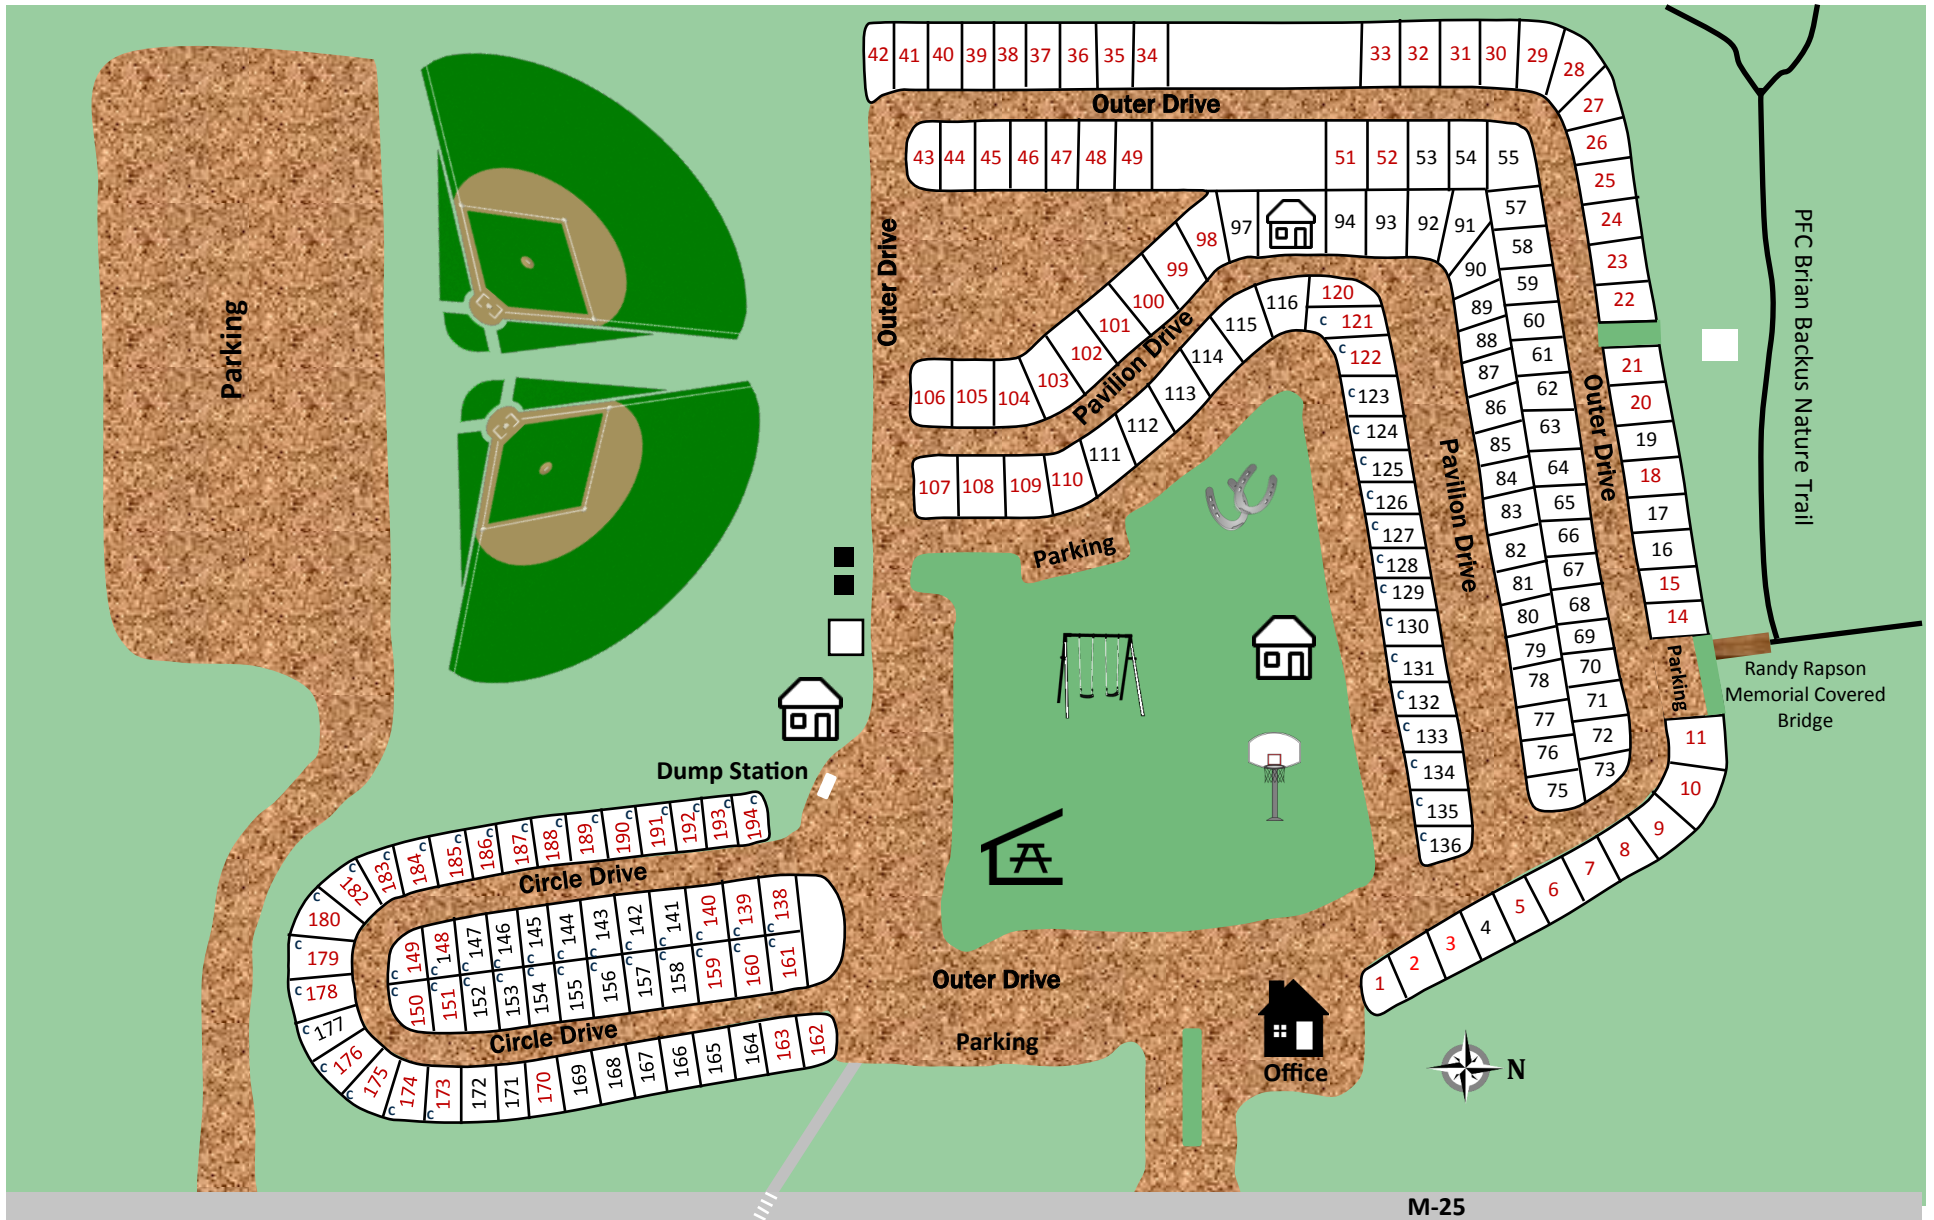 42 41 40 39 38 37 36 35 34 33 32 31 30 29 28
27
Outer Drive
26
43 44 45 46 47 48 49 51 52 53 54 55
25
57
24
98 97 94 93 92 91
58
23
99 90
59
22
100 116 120
89 60
101 115 C 121
88 61
102 114 C 122
21
103 113 C 123
87 62
20
106 105 104
86 63
19
112 C 124
85 64
18
107 108 109 110 111 C 125
84 65
17
C 126
83 66
16
C 127
82 67
15
C 128
81 68
14
C 129
80 69
C 130
79 70
C 131
78 71
C 132
77 72
C 133
76 73
C 134
75
C 135
C 136
11
10
9
8
7
6
5
4
3
2
1
Outer Drive
Pavilion Drive
Pavilion Drive
Outer Drive
Parking
Parking
Parking
PFC Brian Backus Nature Trail
Randy Rapson
Memorial Covered
Bridge
Dump Station
C 182 C 183 C 184 C 185 C 186 C 187 C 188 C 189 C 190 C 191 C 192 C 193 C 194
C 180
C 179
C 178
C 177
C 176
C 175
C 174
C 173
Circle Drive
C 149 C 148 C 147 C 146 C 145 C 144 C 143 C 142 C 141 C 140 C 139 C 138
C 150 C 151 C 152 C 153 C 154 C 155 C 156 C 157 C 158 C 159 C 160 C 161
Circle Drive
172 171 170 169 168 167 166 165 164 163 162
Outer Drive
Parking
Office
N
M-25